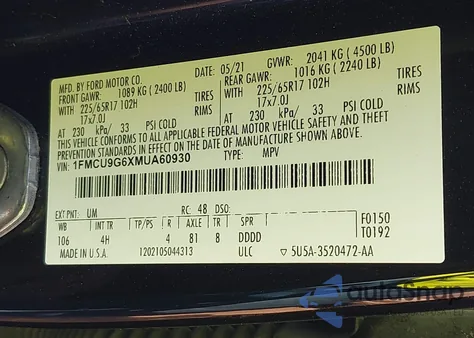 MFD. BY FORD MOTOR CO.
DATE: 05/21 GVWR: 2041 KG ( 4500 LB)
FRONT GAWR: 1089 KG ( 2400 LB)
REAR GAWR: 1016 KG ( 2240 LB)
WITH 225/65R17 102H
WITH 225/65R17 102H
17x7.0J
17x7.0J
AT 230 kPa/ 33 PSI COLD
AT 230 kPa/ 33 PSI COLD
THIS VEHICLE CONFORMS TO ALL APPLICABLE FEDERAL MOTOR VEHICLE SAFETY AND THEFT
PREVENTION STANDARDS IN EFFECT ON THE DATE OF MANUFACTURE SHOWN ABOVE.
VIN: 1FMCU9G6XMUA60930 TYPE: MPV
EXT PNT: UM RC: 48 DSO: F0150
WB TP/PS R AXLE TR SPR T0192
106 4H 4 81 8 DDDD
MADE IN U.S.A. 1202105044313 ULC ▽ 5U5A-3520472-AA
autosnap